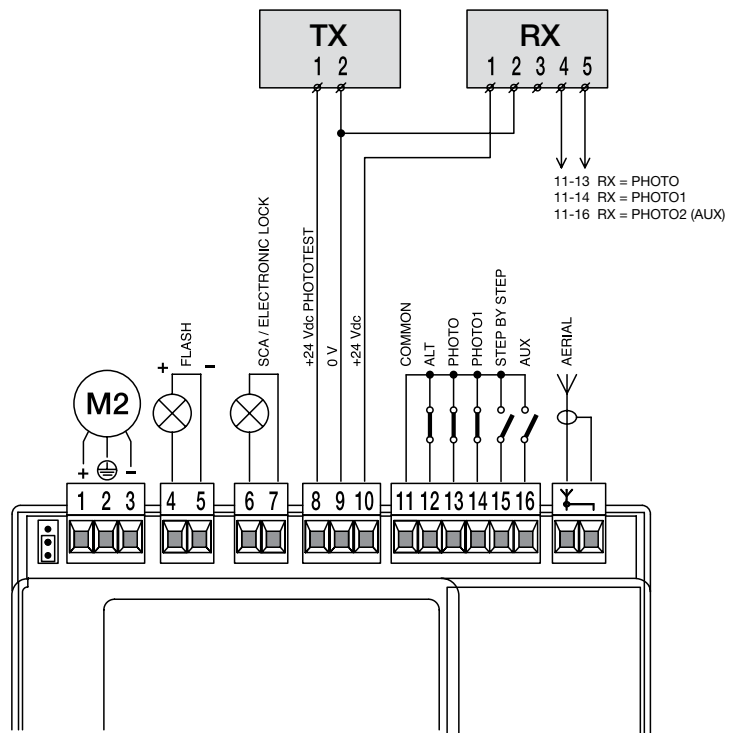 TX
1 2
RX
1 2 3 4 5
11-13 RX = PHOTO
11-14 RX = PHOTO1
11-16 RX = PHOTO2 (AUX)
M2
+ -
+ FLASH -
SCA / ELECTRONIC LOCK
+24 Vdc PHOTOTEST
0 V
+24 Vdc
COMMON
ALT
PHOTO
PHOTO1
STEP BY STEP
AUX
AERIAL
1 2 3 4 5 6 7 8 9 10 11 12 13 14 15 16